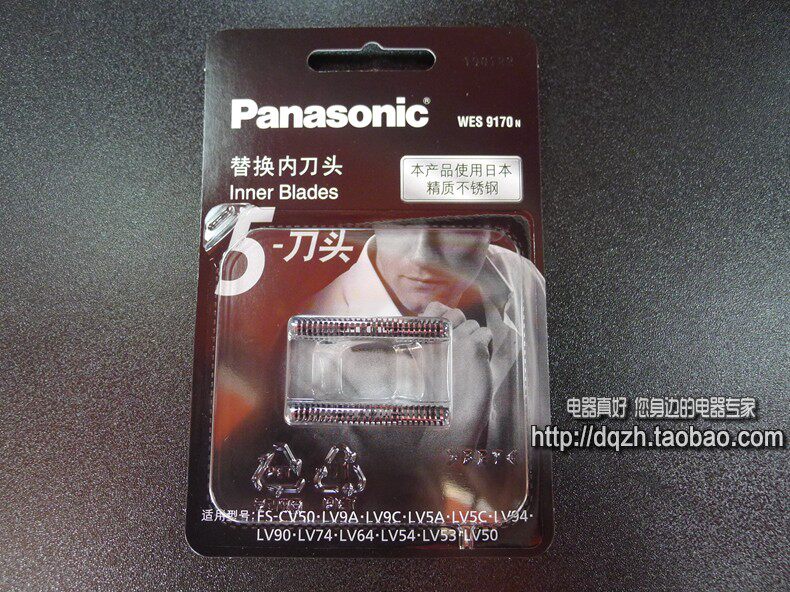 Panasonic®
WES 9170 N
替换内刀头
Inner Blades
本产品使用日本
精质不锈钢
5-刀头
电器真好 您身边的电器专家
http://dqzh.taobao.com
适用型号:ES-CV50·LV9A·LV9C·LV5A·LV5C·LV94·
LV90·LV74·LV64·LV54·LV53·LV50